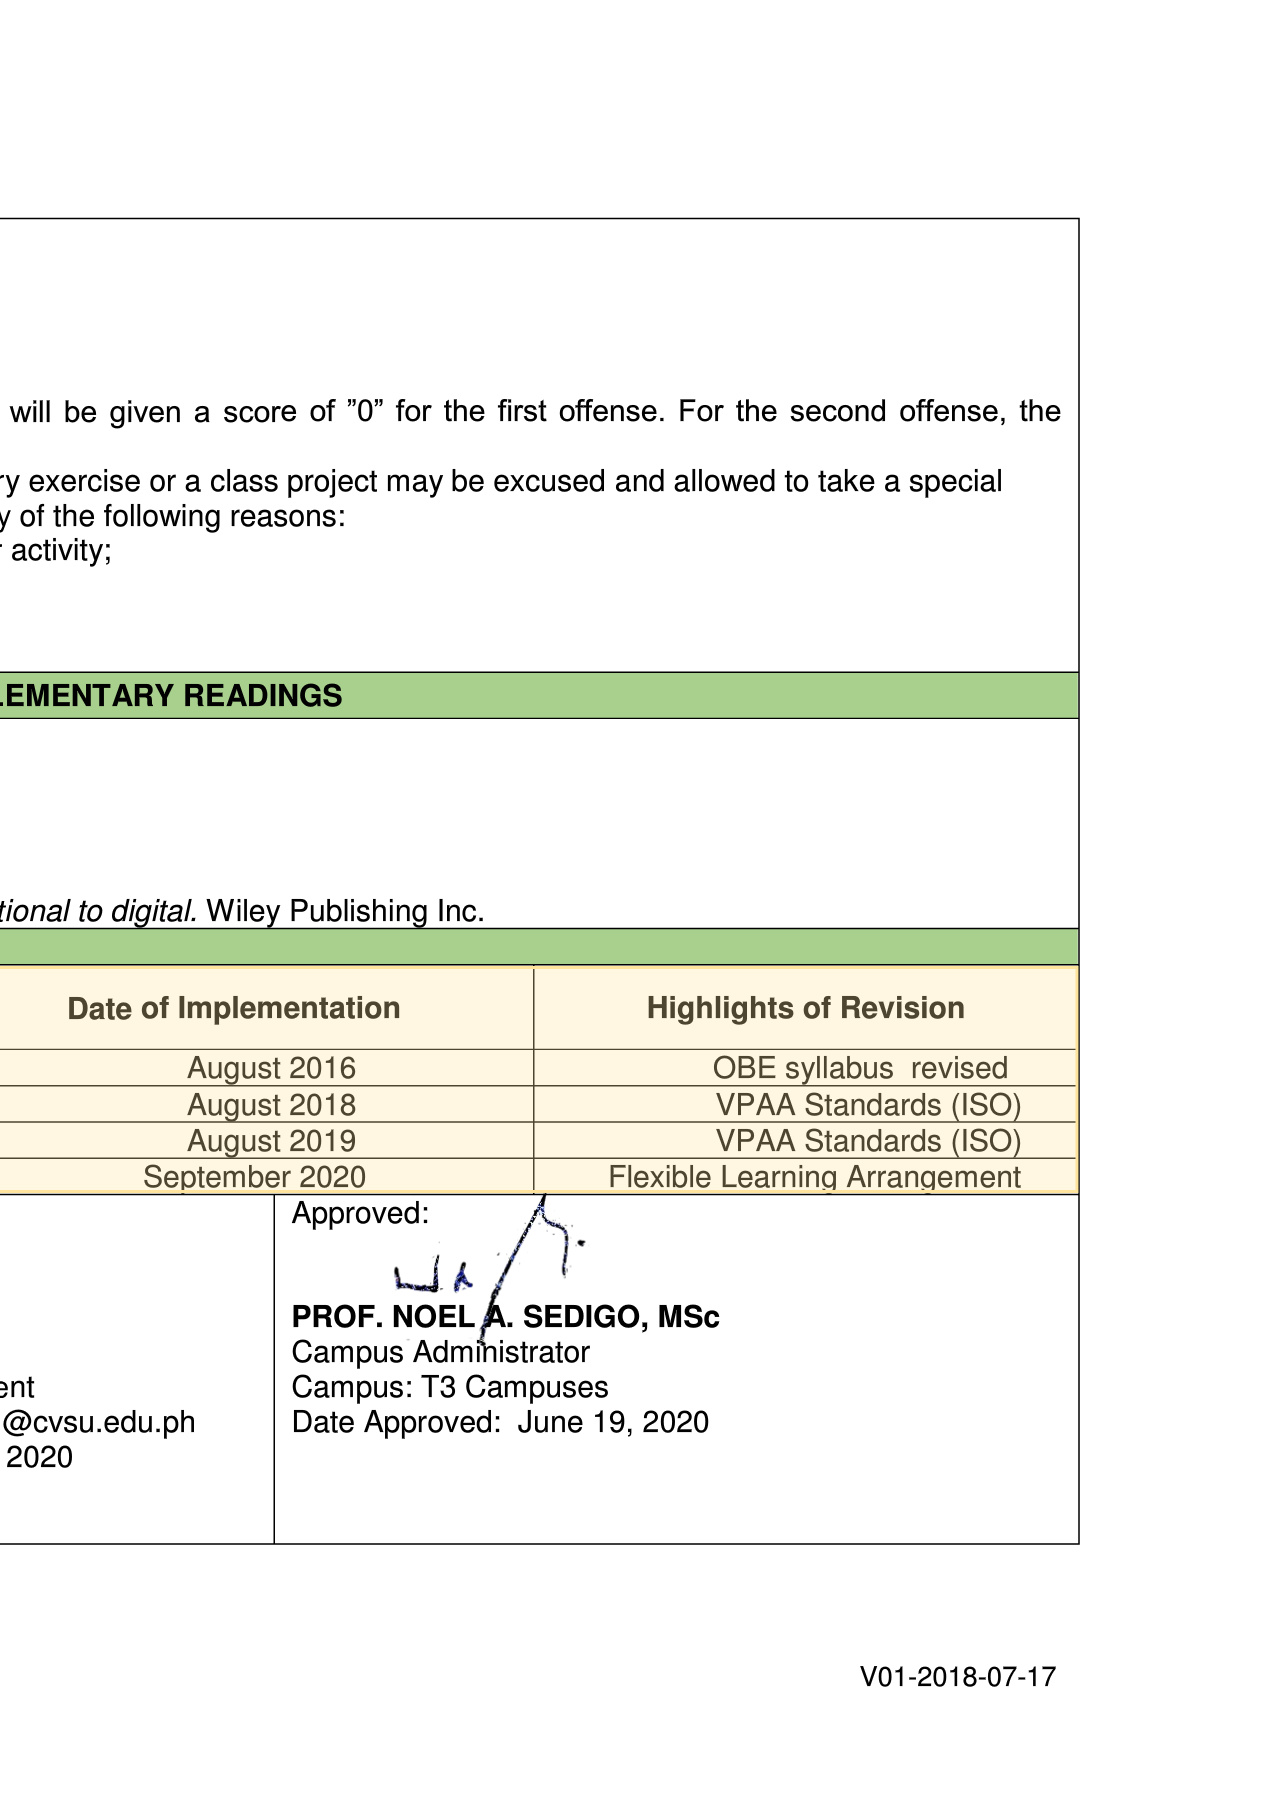 will be given a score of ”0” for the first offense. For the second offense, the
ry exercise or a class project may be excused and allowed to take a special
y of the following reasons:
r activity;
LEMENTARY READINGS
tional to digital. Wiley Publishing Inc.
Date of Implementation Highlights of Revision
August 2016 OBE syllabus revised
August 2018 VPAA Standards (ISO)
August 2019 VPAA Standards (ISO)
September 2020 Flexible Learning Arrangement
Approved:
PROF. NOEL A. SEDIGO, MSc
Campus Administrator
ent Campus: T3 Campuses
@cvsu.edu.ph Date Approved: June 19, 2020
2020
V01-2018-07-17